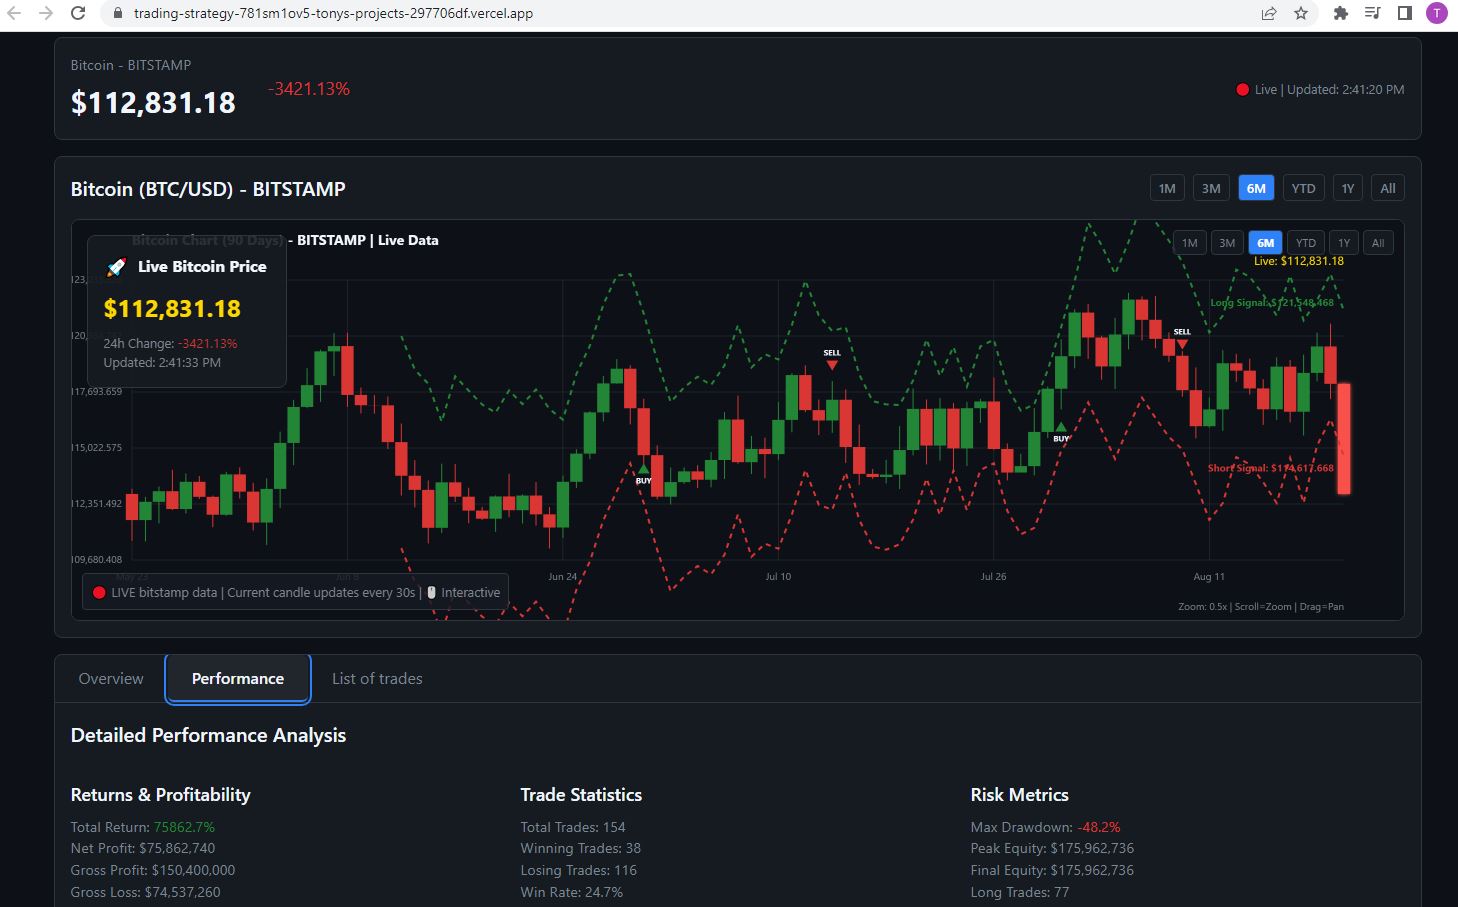 trading-strategy-781sm1ov5-tonys-projects-297706df.vercel.app
T
Bitcoin - BITSTAMP
$112,831.18
-3421.13%
Live | Updated: 2:41:20 PM
Bitcoin (BTC/USD) - BITSTAMP
1M 3M 6M YTD 1Y All
Bitcoin Chart (90 Days) - BITSTAMP | Live Data
1M 3M 6M YTD 1Y All
Live: $112,831.18
Live Bitcoin Price
$112,831.18
24h Change: -3421.13%
Updated: 2:41:33 PM
Long Signal: $121,548.468
SELL
SELL
17,693.659
BUY
15,022.575
Short Signal: $114,617.668
BUY
12,351.492
09,680.408
May 23 Jun 8 Jun 24 Jul 10 Jul 26 Aug 11
LIVE bitstamp data | Current candle updates every 30s | Interactive
Zoom: 0.5x | Scroll=Zoom | Drag=Pan
Overview Performance List of trades
Detailed Performance Analysis
Returns & Profitability
Total Return: 75862.7%
Net Profit: $75,862,740
Gross Profit: $150,400,000
Gross Loss: $74,537,260
Trade Statistics
Total Trades: 154
Winning Trades: 38
Losing Trades: 116
Win Rate: 24.7%
Risk Metrics
Max Drawdown: -48.2%
Peak Equity: $175,962,736
Final Equity: $175,962,736
Long Trades: 77